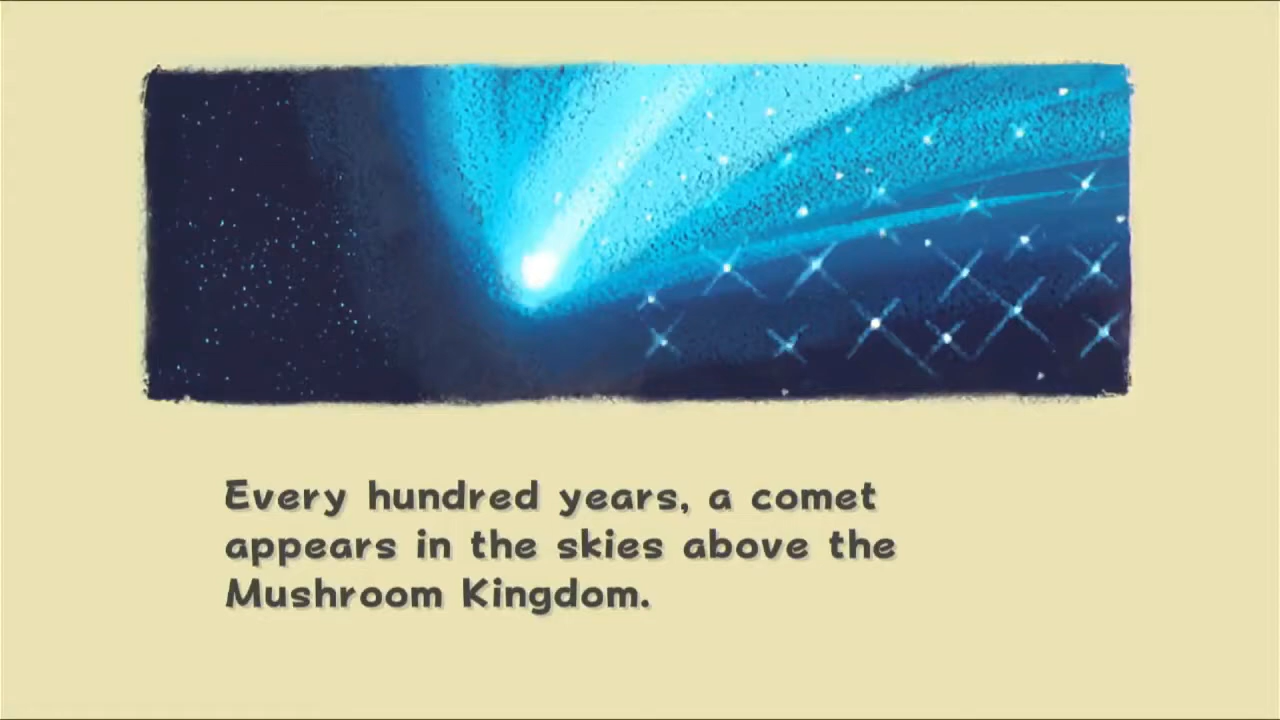 Every hundred years, a comet
appears in the skies above the
Mushroom Kingdom.